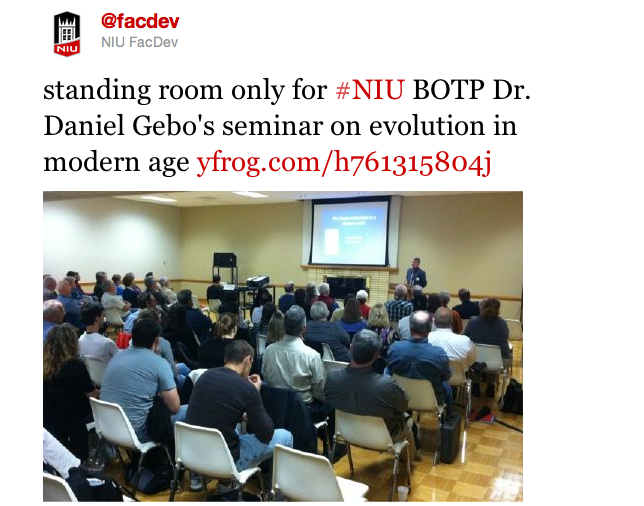 @facdev
NIU
NIU FacDev
standing room only for #NIU BOTP Dr.
Daniel Gebo's seminar on evolution in
modern age yfrog.com/h761315804j